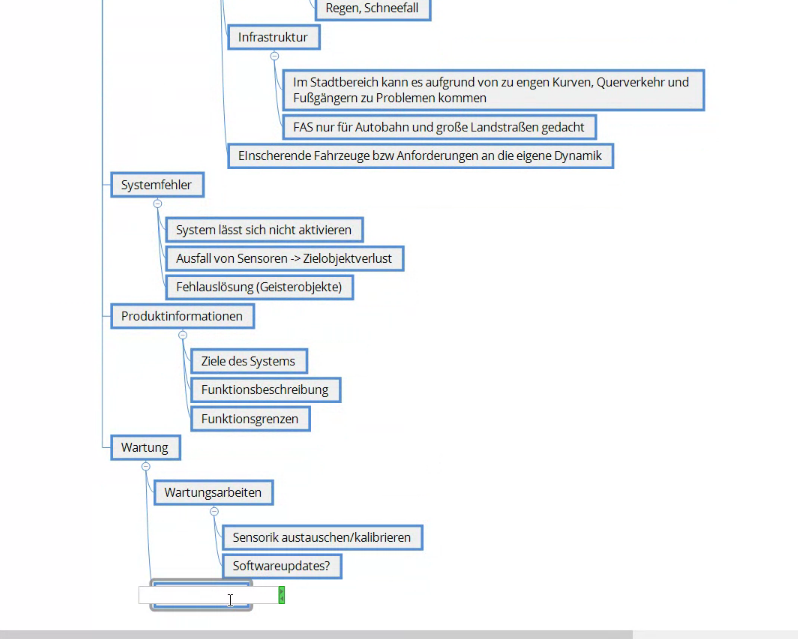 Regen, Schneefall
Infrastruktur
Im Stadtbereich kann es aufgrund von zu engen Kurven, Querverkehr und
Fußgängern zu Problemen kommen
FAS nur für Autobahn und große Landstraßen gedacht
EInscherende Fahrzeuge bzw Anforderungen an die eigene Dynamik
Systemfehler
System lässt sich nicht aktivieren
Ausfall von Sensoren -> Zielobjektverlust
Fehlauslösung (Geisterobjekte)
Produktinformationen
Ziele des Systems
Funktionsbeschreibung
Funktionsgrenzen
Wartung
Wartungsarbeiten
Sensorik austauschen/kalibrieren
Softwareupdates?